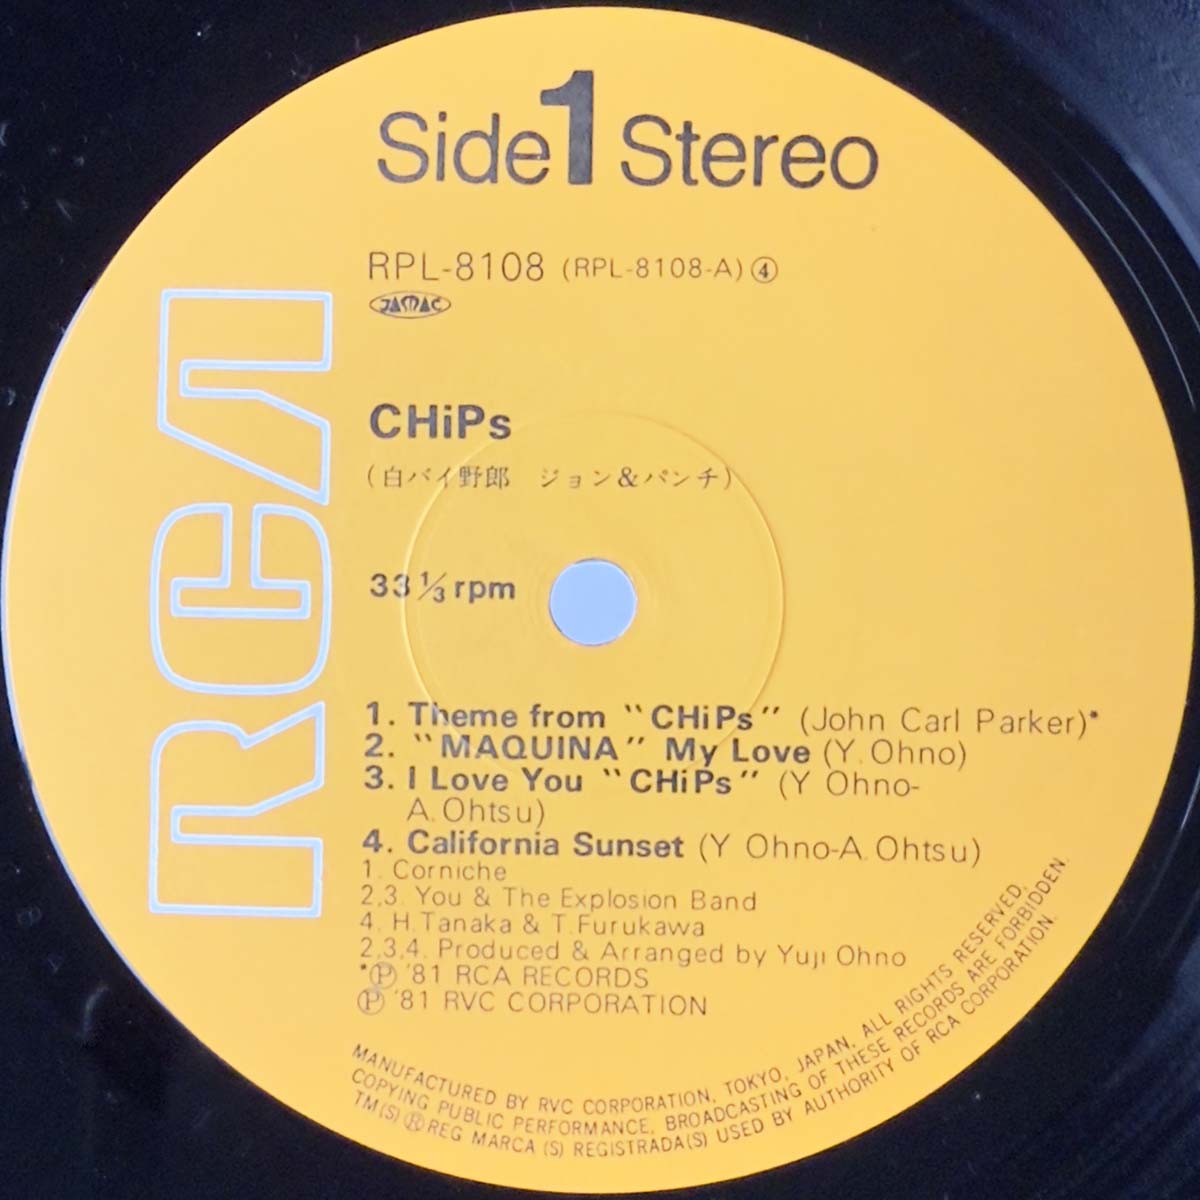 Side 1 Stereo
RPL-8108 (RPL-8108-A) ④
JAMAC
CHiPs
(白バイ野郎 ジョン&パンチ)
33 1/3 rpm
RCA
1. Theme from "CHiPs" (John Carl Parker)*
2. "MAQUINA" My Love (Y. Ohno)
3. I Love You "CHiPs" (Y Ohno-
A. Ohtsu)
4. California Sunset (Y Ohno-A. Ohtsu)
1. Corniche
2,3. You & The Explosion Band
4. H. Tanaka & T. Furukawa
2,3,4. Produced & Arranged by Yuji Ohno
*Ⓟ '81 RCA RECORDS
Ⓟ '81 RVC CORPORATION
MANUFACTURED BY RVC CORPORATION, TOKYO, JAPAN, ALL RIGHTS RESERVED,
COPYING PUBLIC PERFORMANCE, BROADCASTING OF THESE RECORDS ARE FORBIDDEN.
TM(S) ® REG MARCA (S) REGISTRADA(S) USED BY AUTHORITY OF RCA CORPORATION.